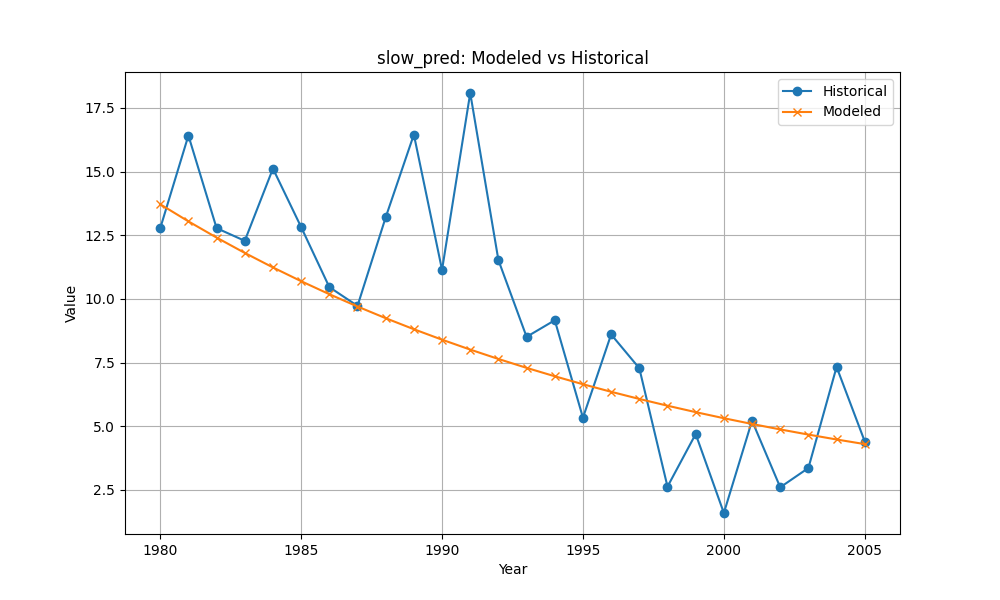 slow_pred: Modeled vs Historical
Historical
Modeled
17.5
15.0
12.5
10.0
7.5
5.0
2.5
Value
1980
1985
1990
1995
2000
2005
Year